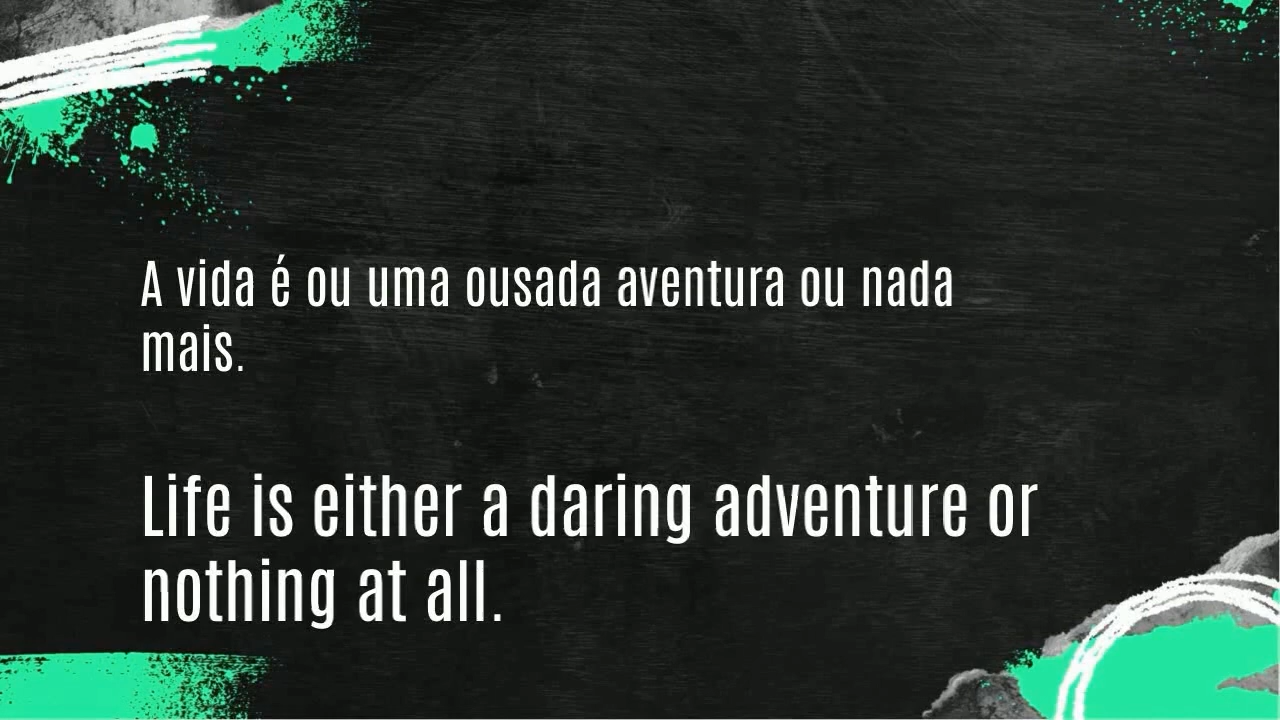 A vida é ou uma ousada aventura ou nada
mais.
Life is either a daring adventure or
nothing at all.